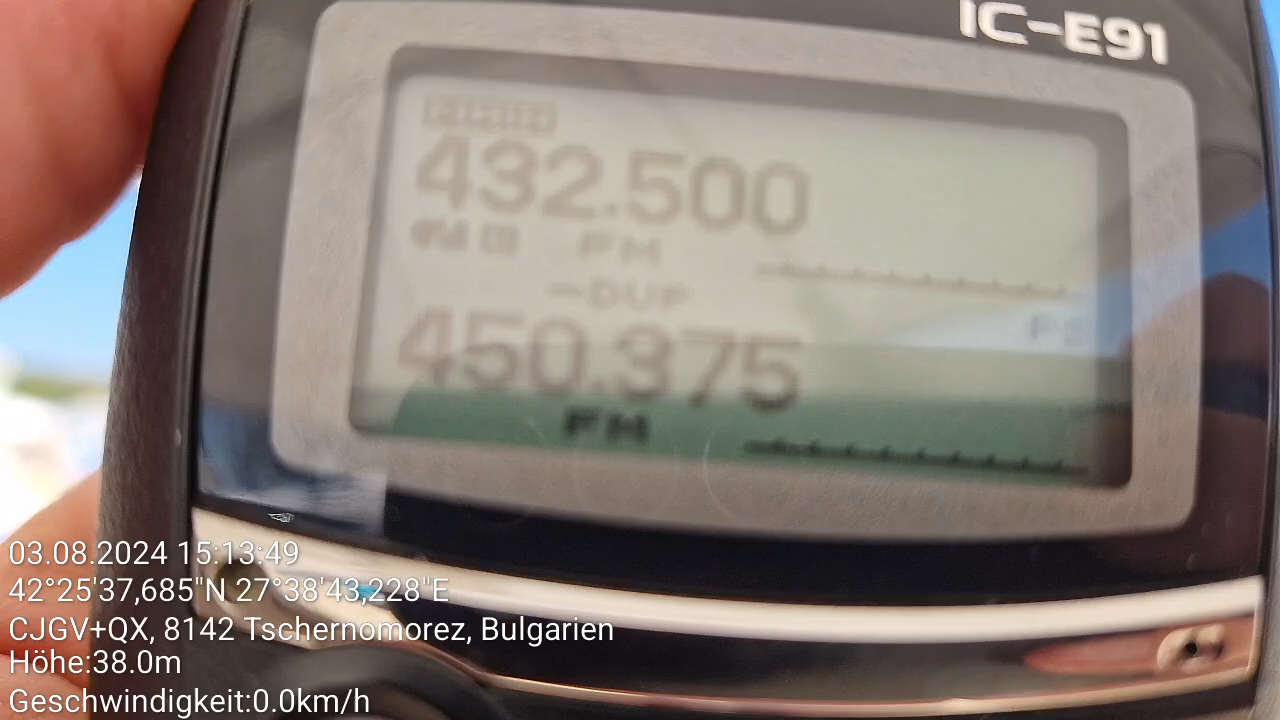 IC-E91
432.500
FM
-DUP
450.375
FM
03.08.2024 15:13:49
42°25'37,685"N 27°38'43,228"E
CJGV+QX, 8142 Tschernomorez, Bulgarien
Höhe:38.0m
Geschwindigkeit:0.0km/h